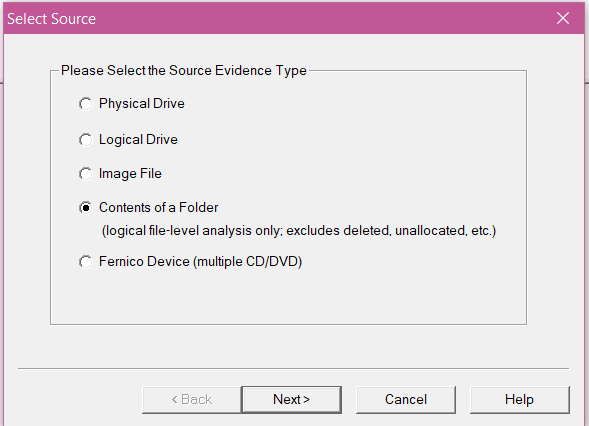 Select Source
Please Select the Source Evidence Type
Physical Drive
Logical Drive
Image File
Contents of a Folder
(logical file-level analysis only; excludes deleted, unallocated, etc.)
Fernico Device (multiple CD/DVD)
< Back
Next >
Cancel
Help